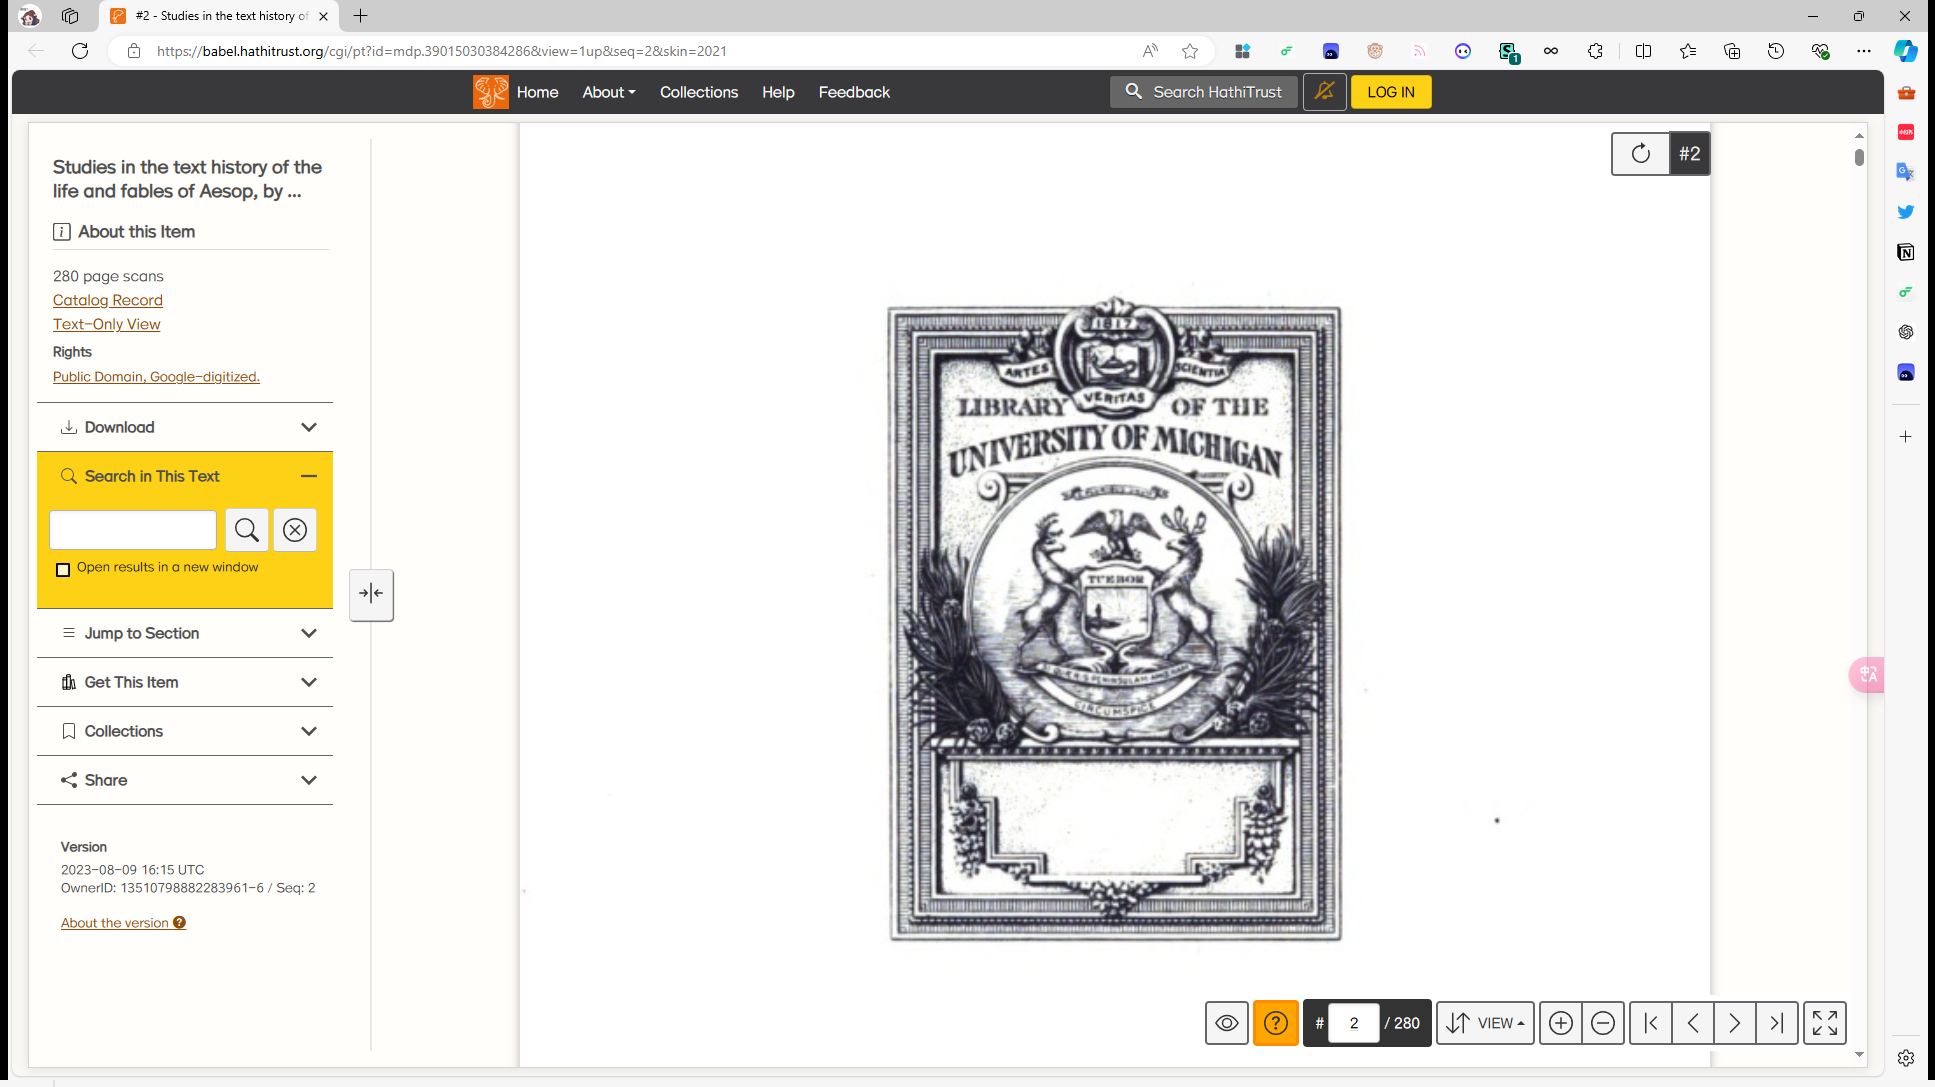 #2 - Studies in the text history of
https://babel.hathitrust.org/cgi/pt?id=mdp.39015030384286&view=1up&seq=2&skin=2021
1
Home
About
Collections
Help
Feedback
Search HathiTrust
LOG IN
Studies in the text history of the
life and fables of Aesop, by ...
About this Item
280 page scans
Catalog Record
Text-Only View
Rights
Public Domain, Google-digitized.
Download
Search in This Text
Open results in a new window
Jump to Section
Get This Item
Collections
Share
Version
2023-08-09 16:15 UTC
OwnerID: 13510798882283961-6 / Seq: 2
About the version
#2
1817
ARTES
SCIENTIA
VERITAS
LIBRARY OF THE
UNIVERSITY OF MICHIGAN
TUEBOR
CIRCUMSPICE
# 2 / 280
VIEW